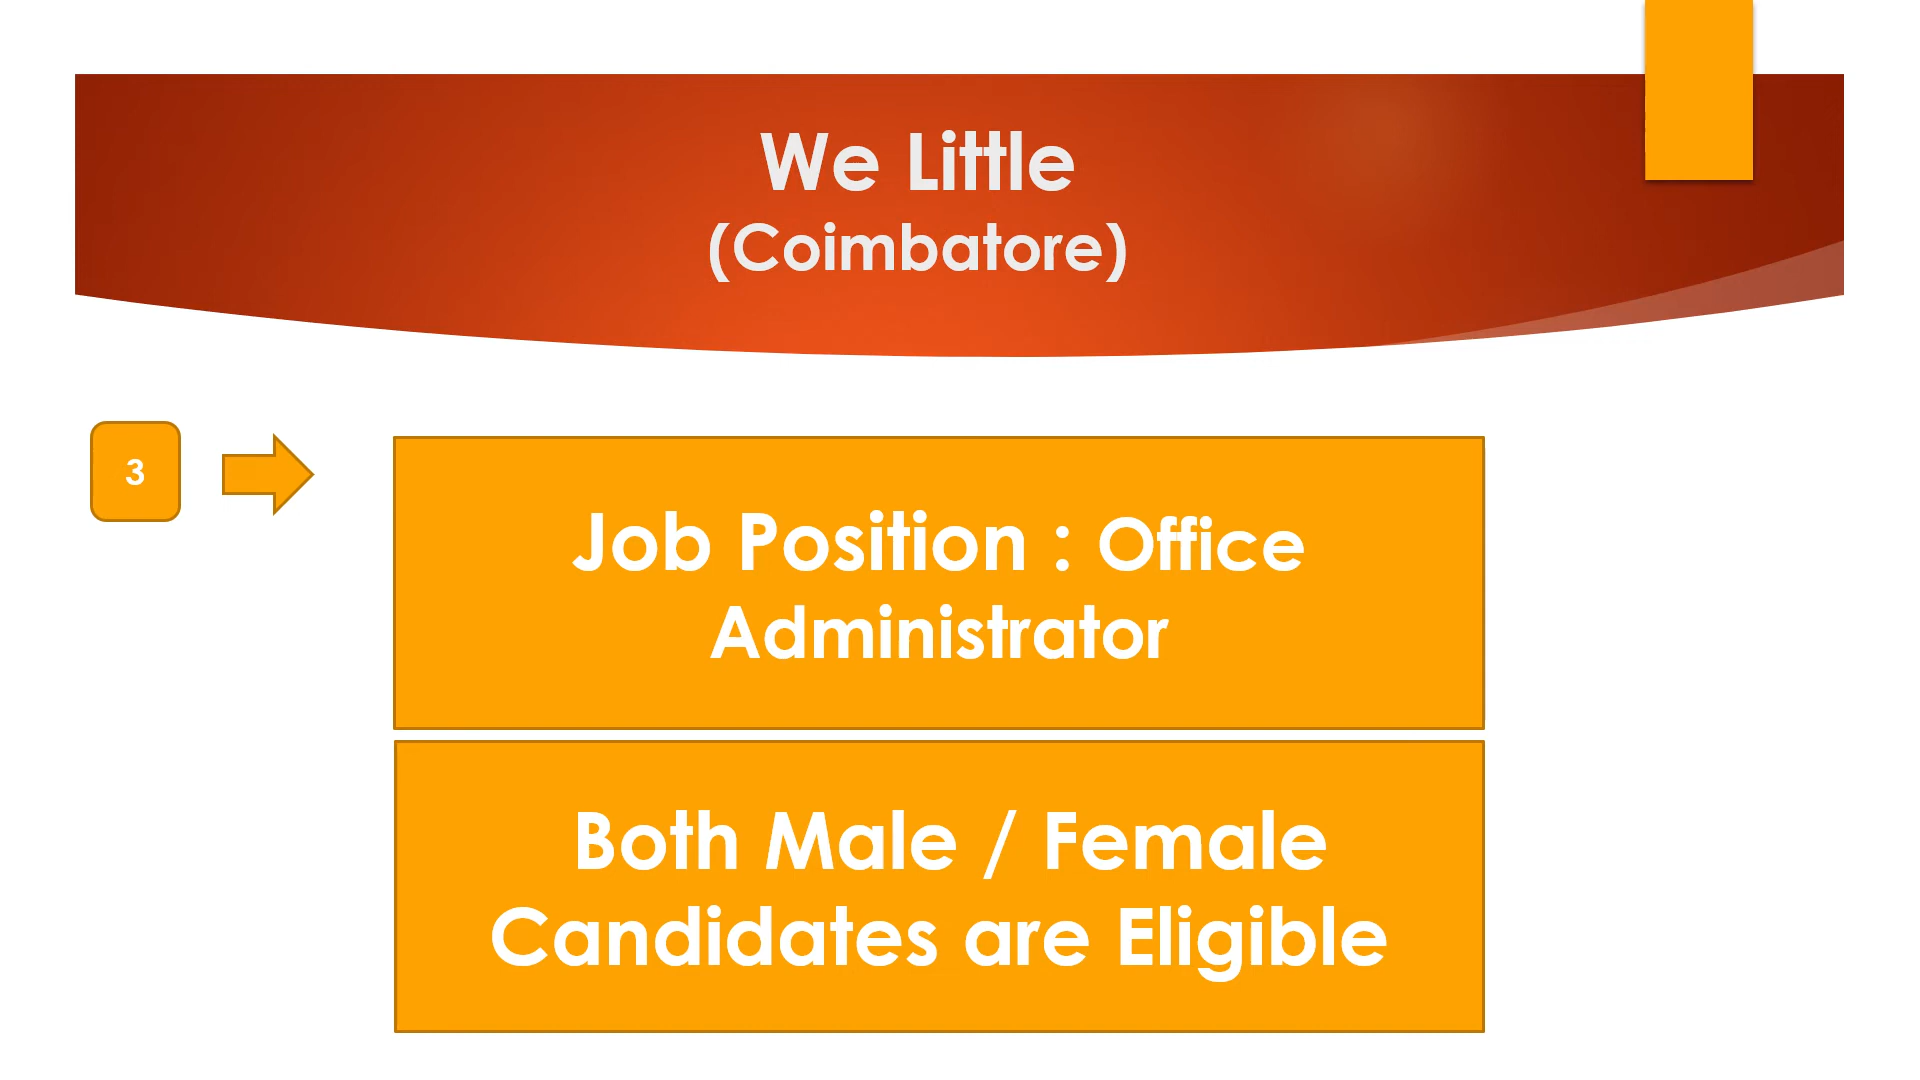 We Little
(Coimbatore)
3
Job Position : Office
Administrator
Both Male / Female
Candidates are Eligible